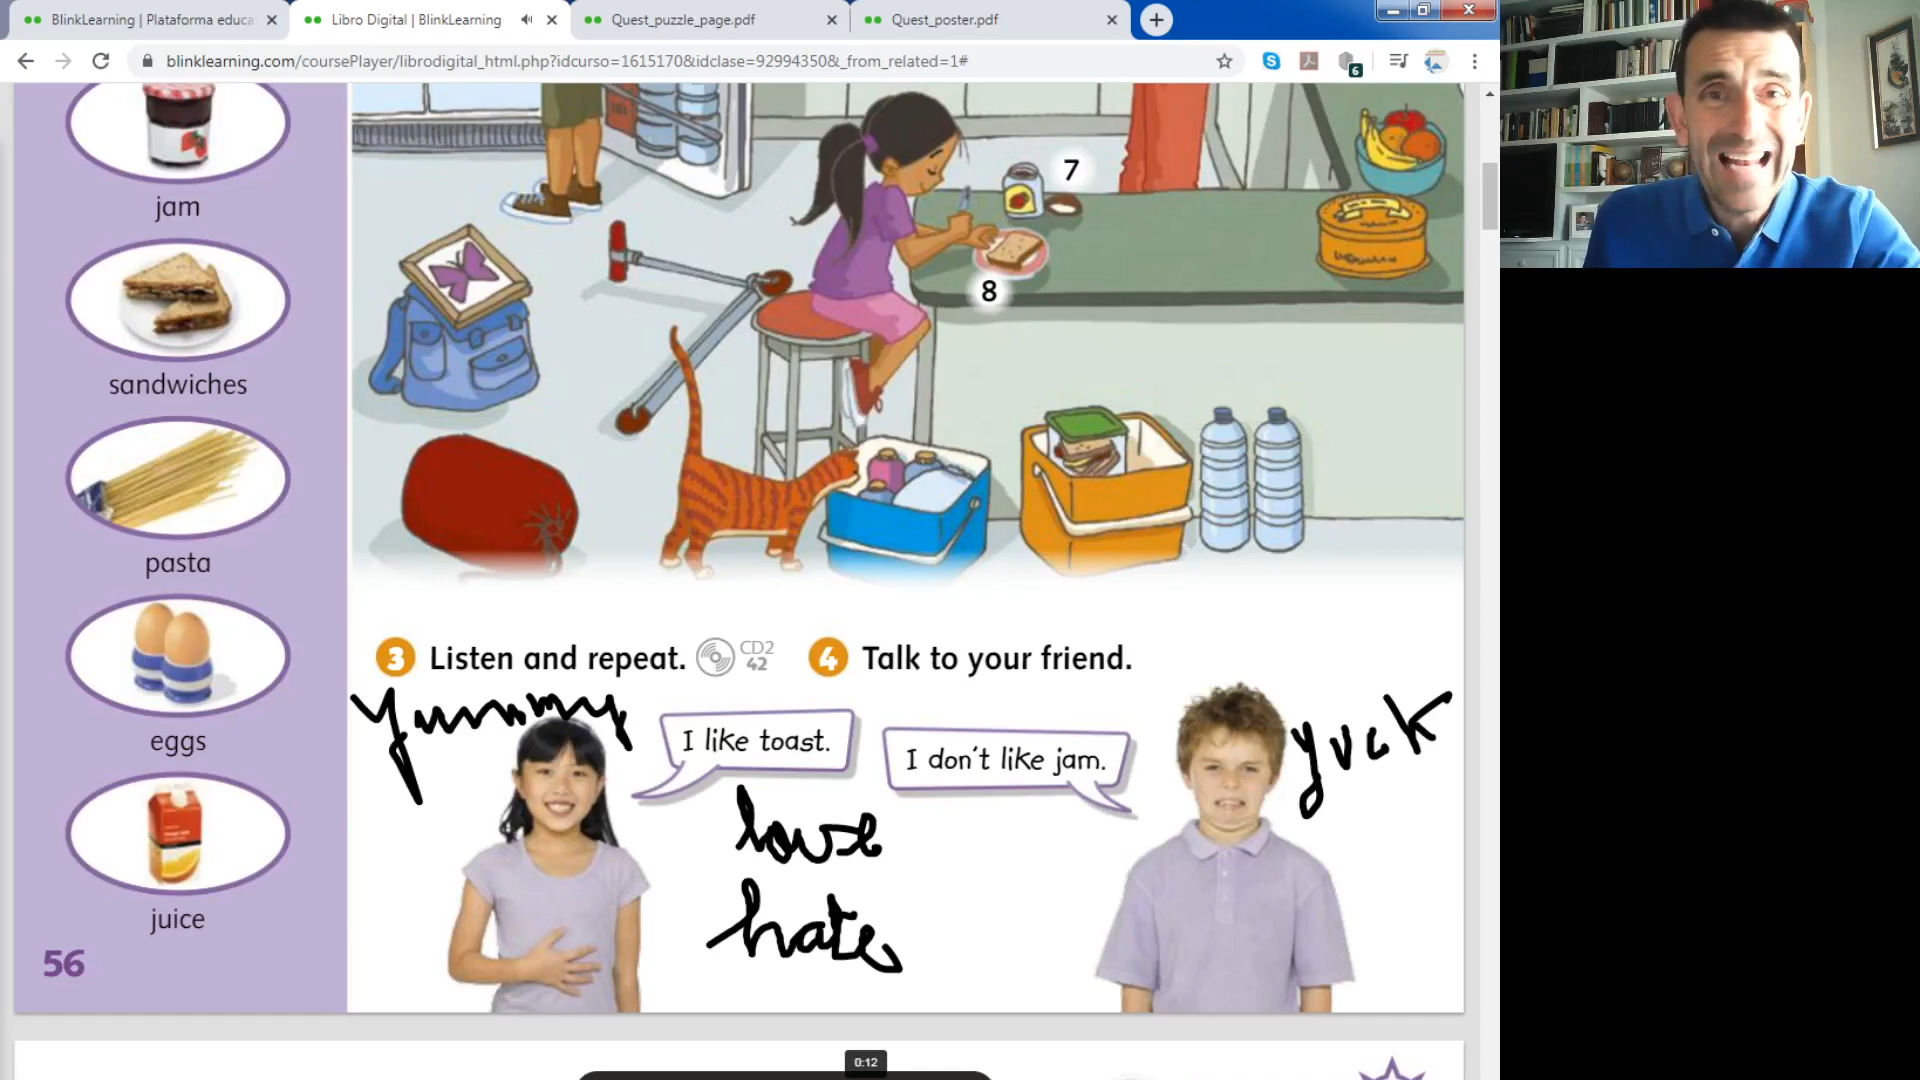 BlinkLearning | Plataforma educa
Libro Digital | BlinkLearning
Quest_puzzle_page.pdf
Quest_poster.pdf
blinklearning.com/coursePlayer/librodigital_html.php?idcurso=1615170&idclase=92994350&_from_related=1#
6
jam
sandwiches
pasta
eggs
juice
56
7
8
3 Listen and repeat. CD2 42
4 Talk to your friend.
yummy
I like toast.
I don't like jam.
yuck
love
hate
0:12